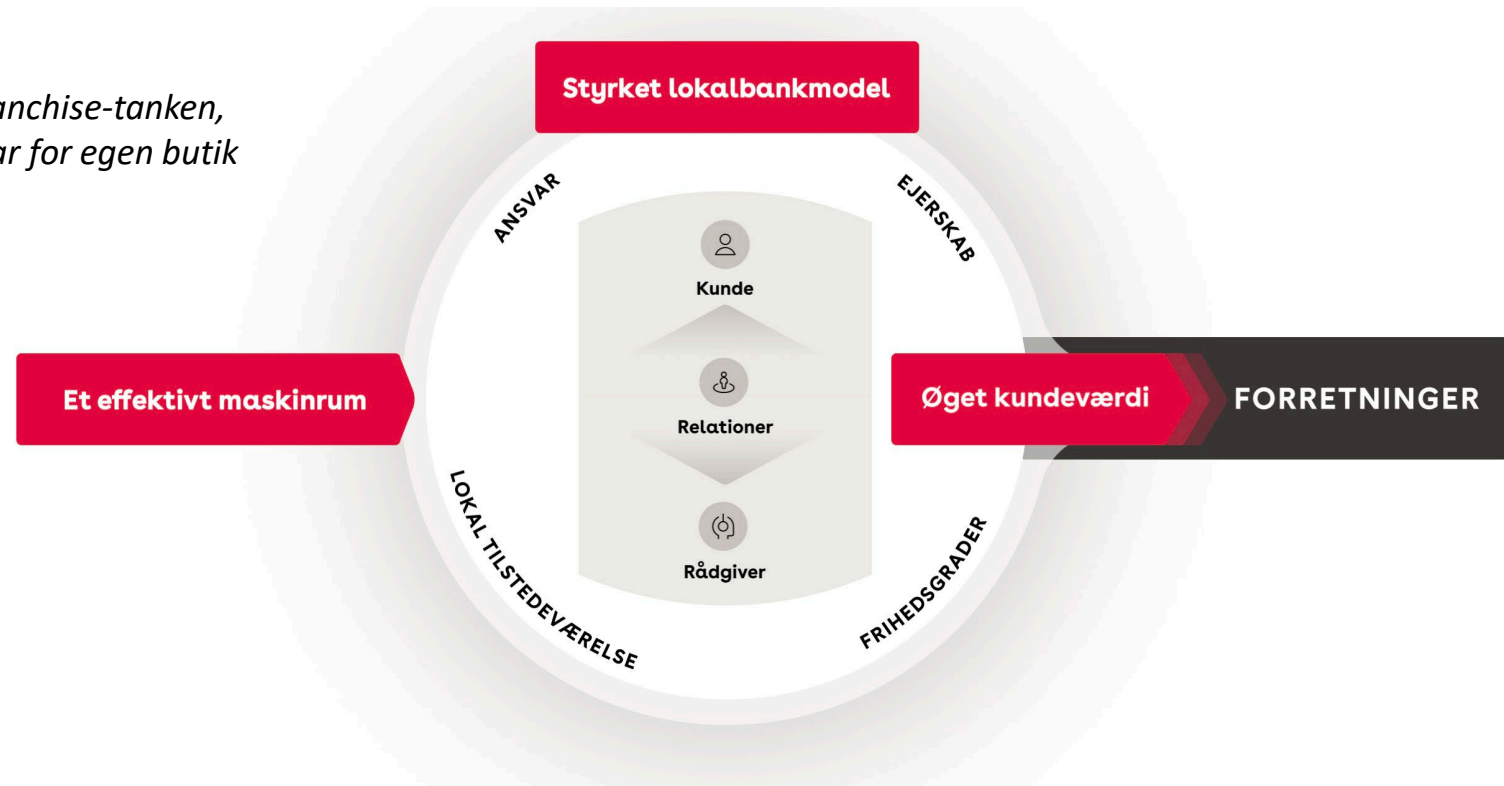 Styrket lokalbankmodel
anchise-tanken,
ar for egen butik
ANSVAR
EJERSKAB
Kunde
Et effektivt maskinrum
Relationer
Øget kundeværdi
FORRETNINGER
LOKAL TILSTEDEVÆRELSE
Rådgiver
FRIHEDSGRADER